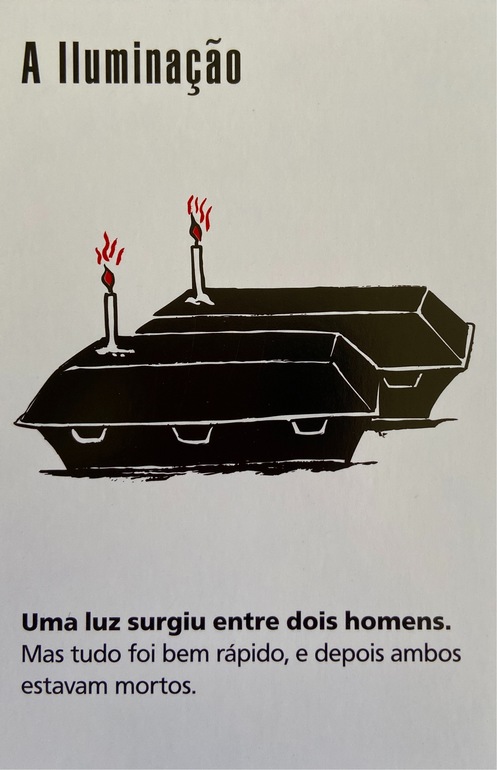 A Iluminação
Uma luz surgiu entre dois homens.
Mas tudo foi bem rápido, e depois ambos
estavam mortos.